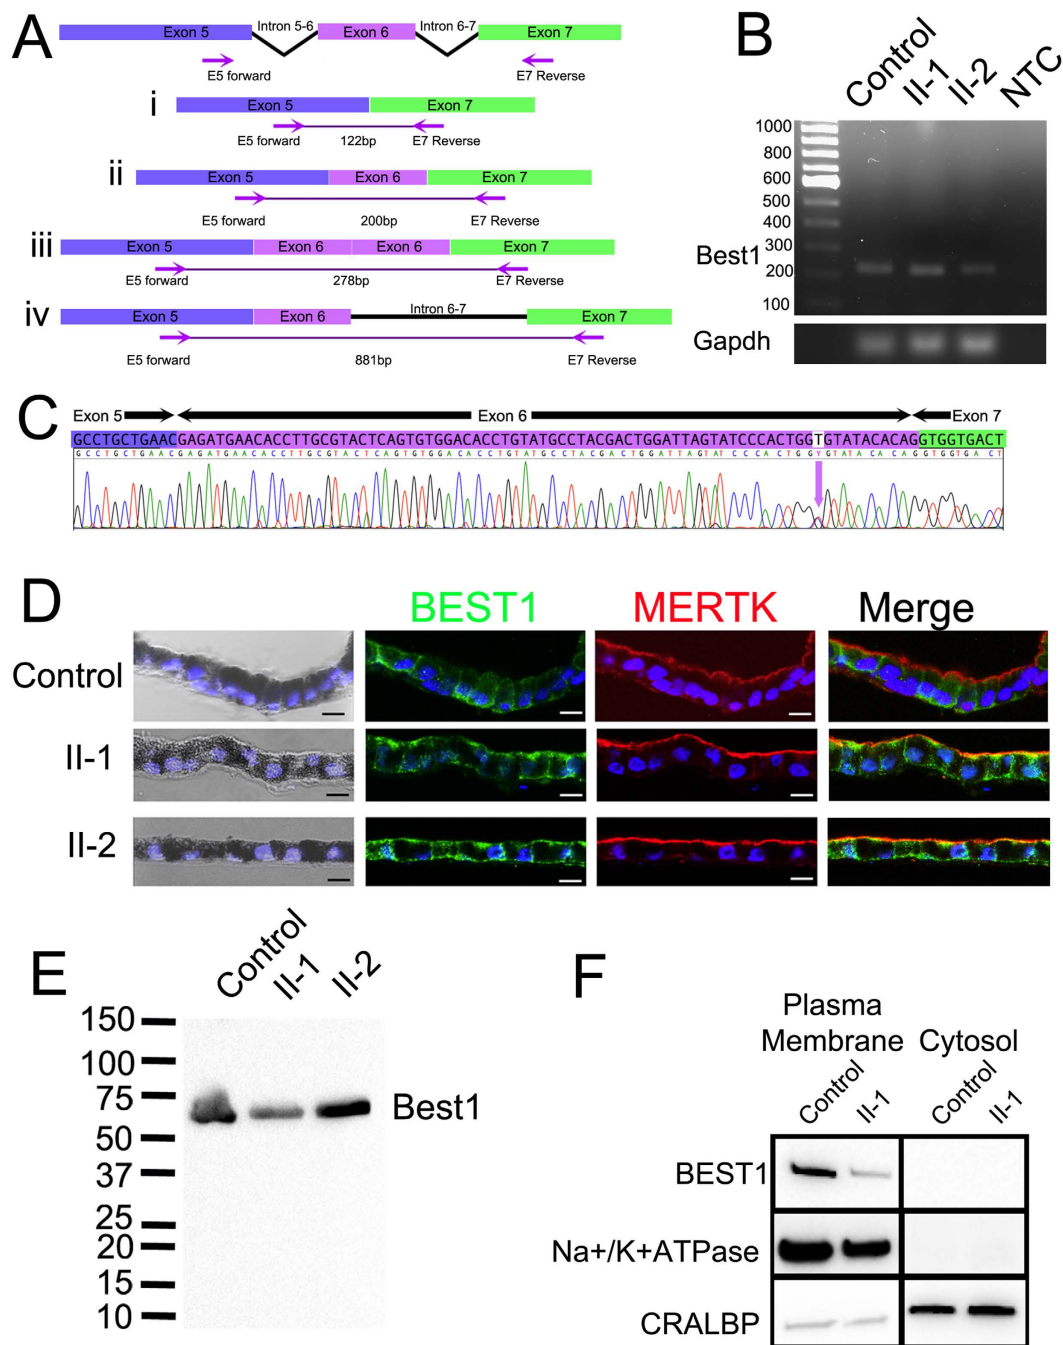 A
Exon 5
Intron 5-6
Exon 6
Intron 6-7
Exon 7
E5 forward
E7 Reverse
i
Exon 5
Exon 7
E5 forward
122bp
E7 Reverse
ii
Exon 5
Exon 6
Exon 7
E5 forward
200bp
E7 Reverse
iii
Exon 5
Exon 6
Exon 6
Exon 7
E5 forward
278bp
E7 Reverse
iv
Exon 5
Exon 6
Intron 6-7
Exon 7
E5 forward
881bp
E7 Reverse
B
Control
II-1
II-2
NTC
1000
800
600
500
400
300
200
100
Best1
Gapdh
C
Exon 5
Exon 6
Exon 7
GCCTGCTGAACGAGATGAACACCTTGCGTACTCAGTGTGGACACCTGTATGCCTACGACTGGATTAGTATCCCACTGGTGTATACACAGGTGGTGACT
GCCTGCTGAACGAGATGAACACCTTGCGTACTCAGTGTGGACACCTGTATGCCTACGACTGGATTAGTATCCCACTGGYGTATACACAGGTGGTGACT
D
BEST1
MERTK
Merge
Control
II-1
II-2
E
Control
II-1
II-2
150
100
75
50
37
25
20
15
10
Best1
F
Plasma
Membrane
Cytosol
Control
II-1
Control
II-1
BEST1
Na+/K+ATPase
CRALBP